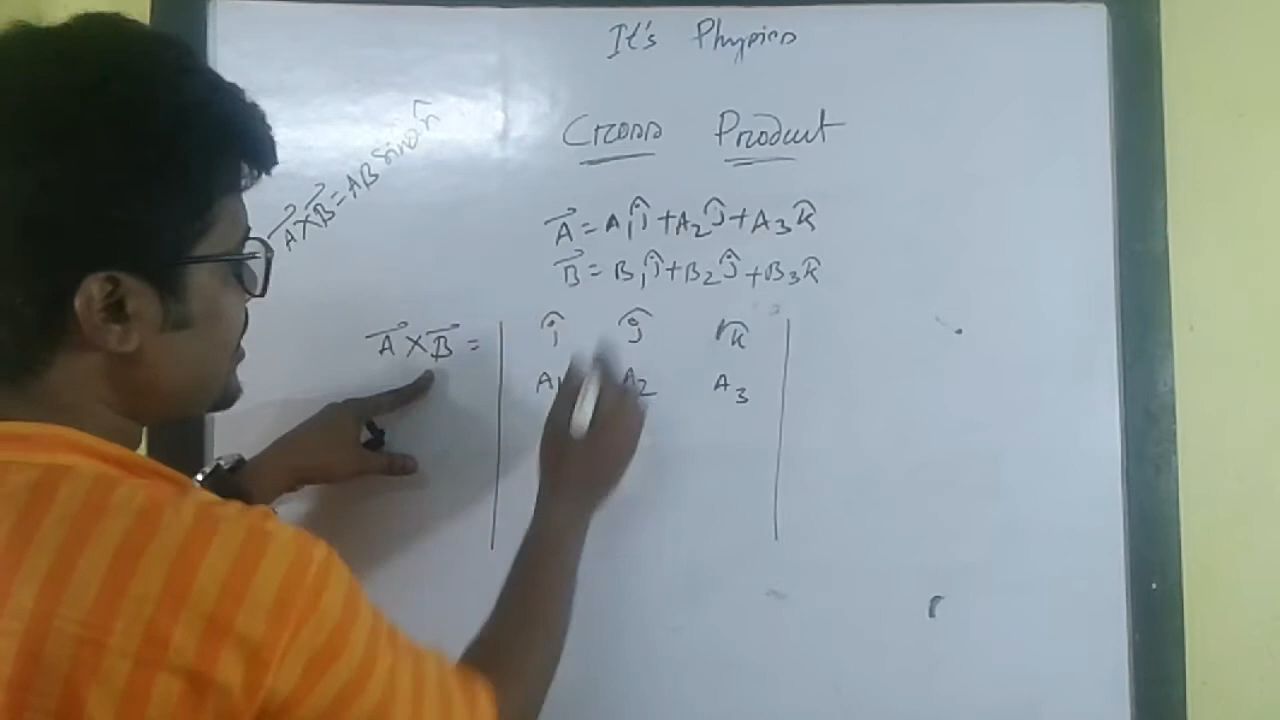 It's Physics
Cross Product
A⃗×B⃗ = AB sinθ n̂
A⃗ = A₁î + A₂ĵ + A₃k̂
B⃗ = B₁î + B₂ĵ + B₃k̂
A⃗ × B⃗ = | î ĵ k̂ |
A₁ A₂ A₃